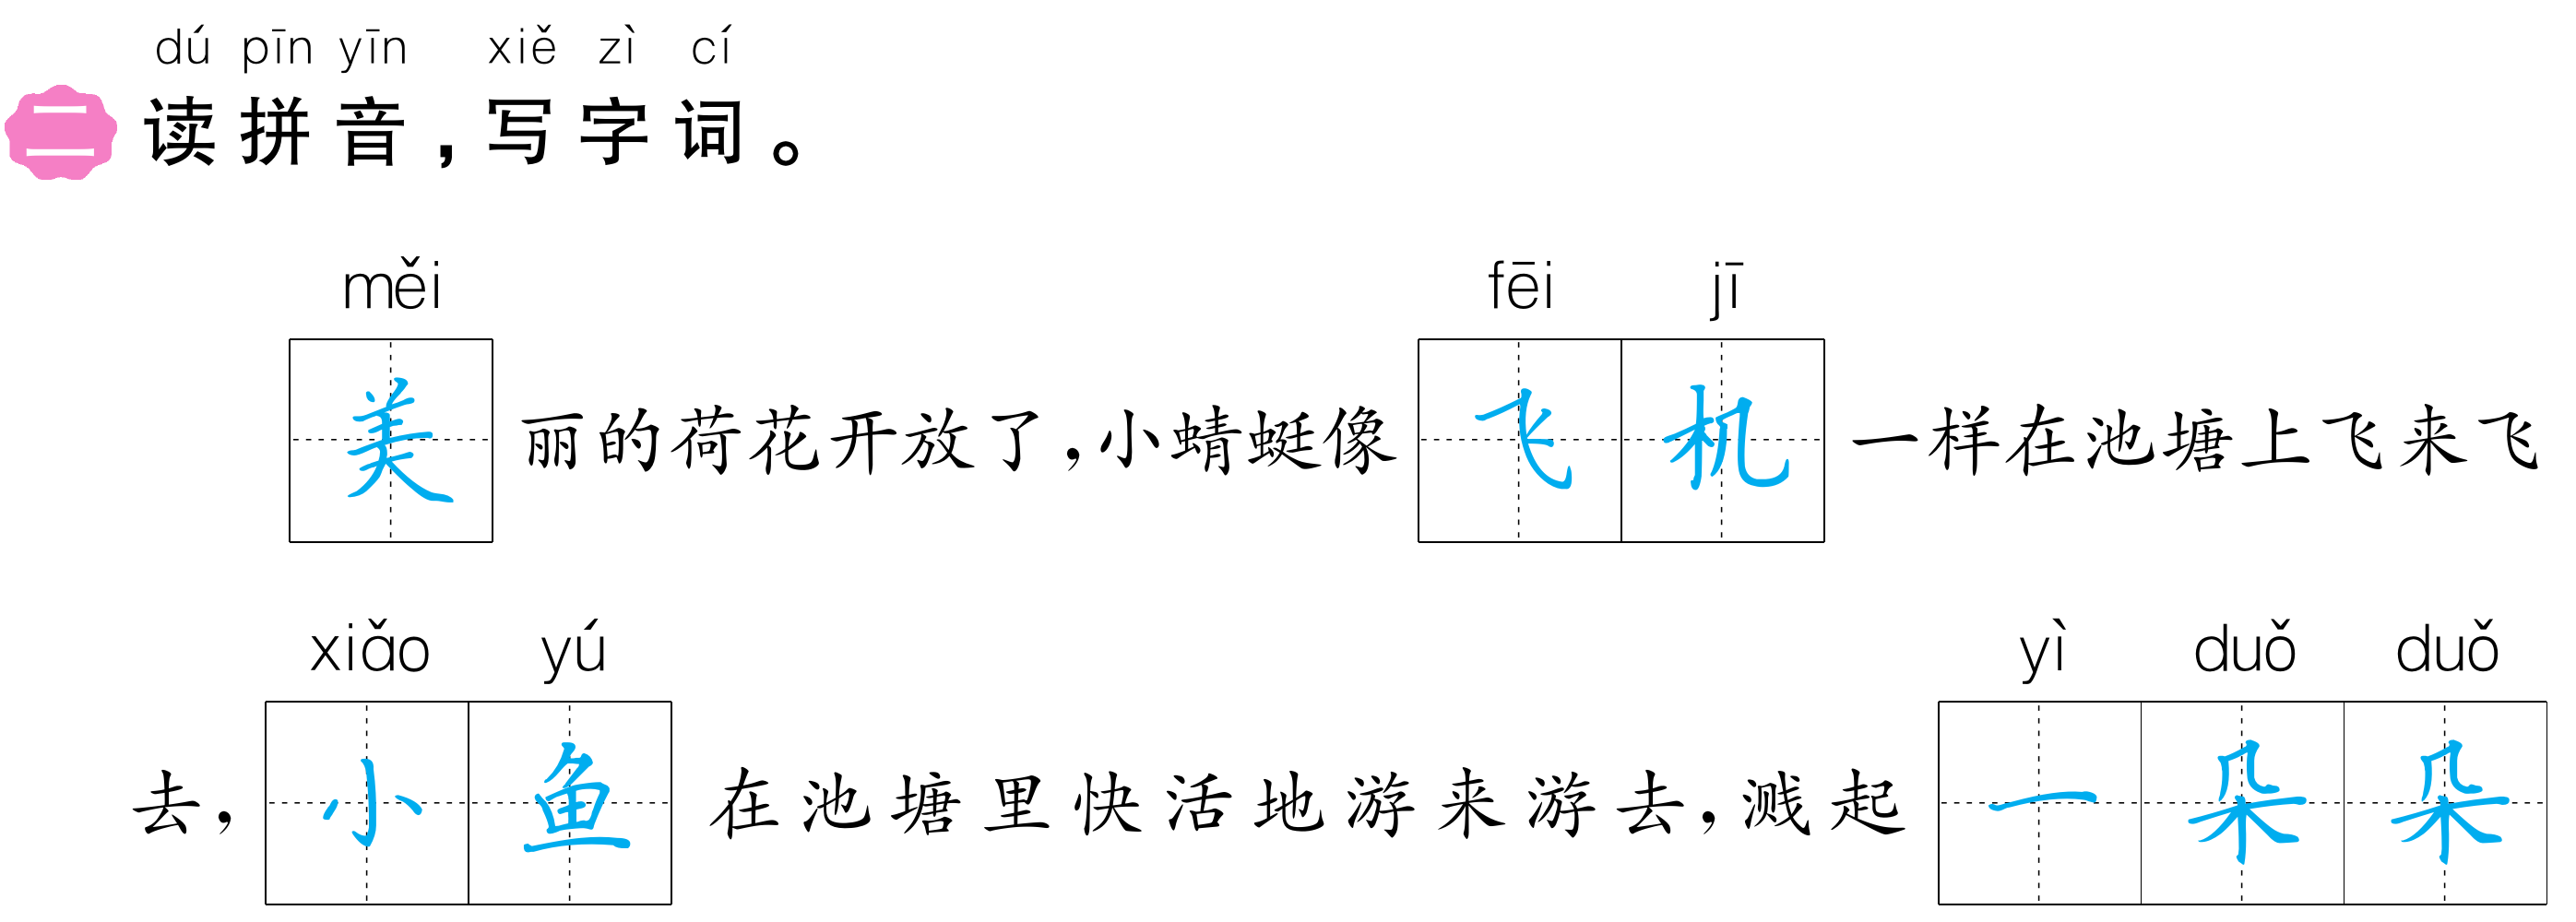 dú pīn yīn xiě zì cí
二 读拼音,写字词。
měi fēi jī
美丽的荷花开放了,小蜻蜓像飞机一样在池塘上飞来飞
xiǎo yú yì duǒ duǒ
去,小鱼在池塘里快活地游来游去,溅起一朵朵